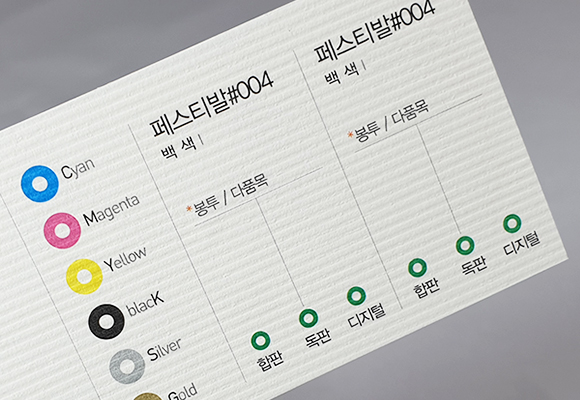 Cyan
Magenta
Yellow
blacK
Silver
Gold
페스티발#004
백 색
*봉투 / 다품목
합판
독판
디지털
페스티발#004
백 색
*봉투 / 다품목
합판
독판
디지털